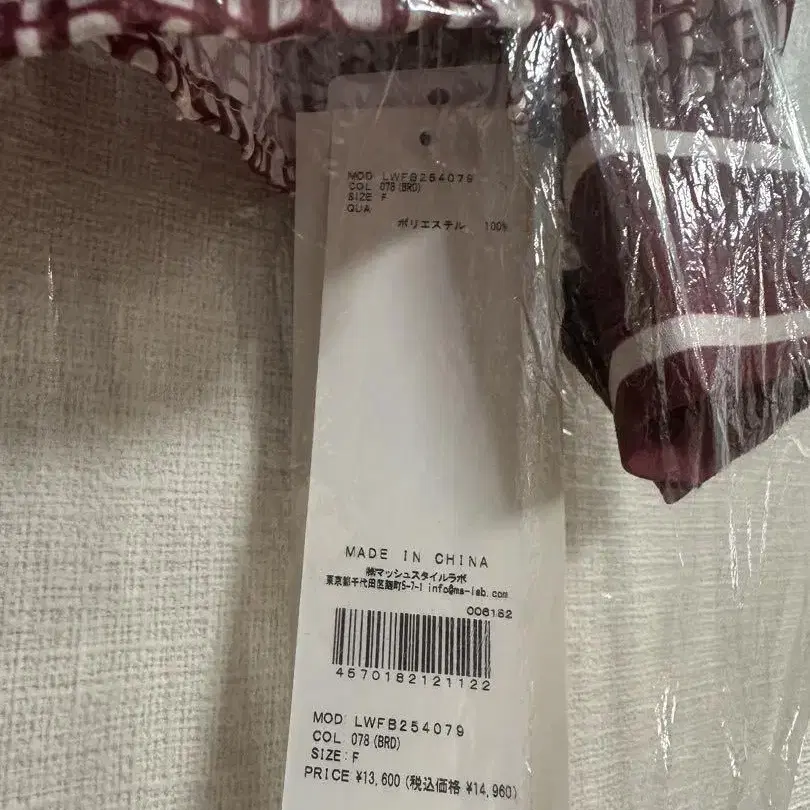 MOD LWFB254079
COL 078 (BRD)
SIZE F
QUA
ポリエステル 100%
MADE IN CHINA
㈱マッシュスタイルラボ
東京都千代田区麹町5-7-1 info@ms-lab.com
006162
4570182121122
MOD: LWFB254079
COL: 078 (BRD)
SIZE: F
PRICE ¥13,600 (税込価格 ¥14,960)